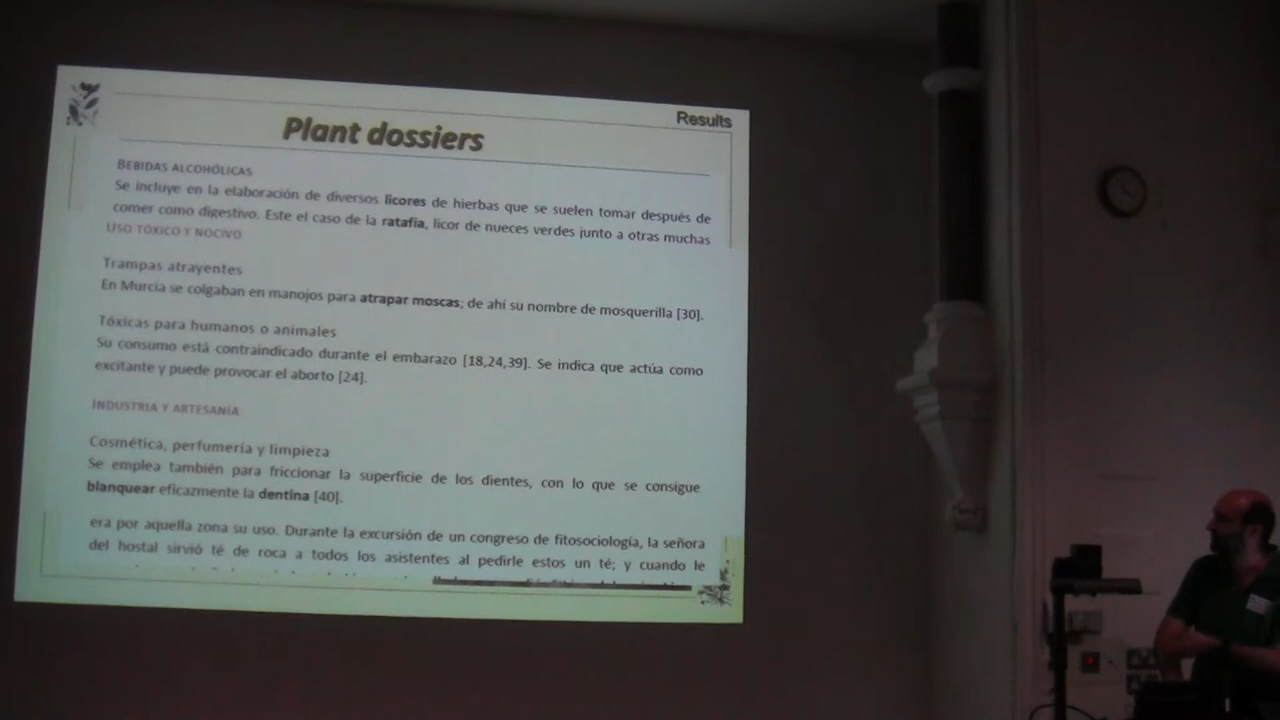 Results
Plant dossiers
BEBIDAS ALCOHÓLICAS
Se incluye en la elaboración de diversos licores de hierbas que se suelen tomar después de
comer como digestivo. Este el caso de la ratafía, licor de nueces verdes junto a otras muchas
USO TÓXICO Y NOCIVO
Trampas atrayentes
En Murcia se colgaban en manojos para atrapar moscas; de ahí su nombre de mosquerilla [30].
Tóxicas para humanos o animales
Su consumo está contraindicado durante el embarazo [18,24,39]. Se indica que actúa como
excitante y puede provocar el aborto [24].
INDUSTRIA Y ARTESANÍA
Cosmética, perfumería y limpieza
Se emplea también para friccionar la superficie de los dientes, con lo que se consigue
blanquear eficazmente la dentina [40].
era por aquella zona su uso. Durante la excursión de un congreso de fitosociología, la señora
del hostal sirvió té de roca a todos los asistentes al pedirle estos un té; y cuando le